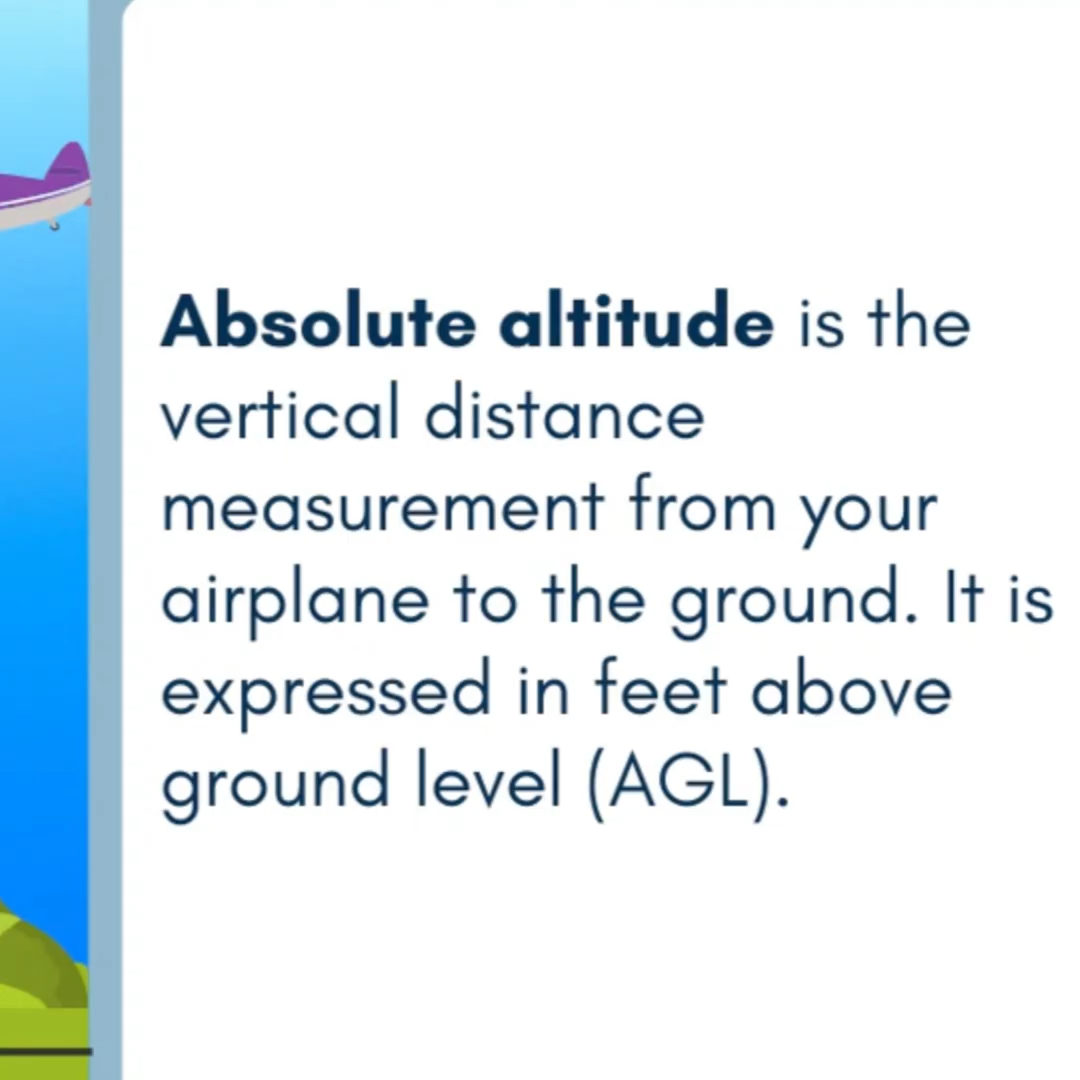 Absolute altitude is the
vertical distance
measurement from your
airplane to the ground. It is
expressed in feet above
ground level (AGL).